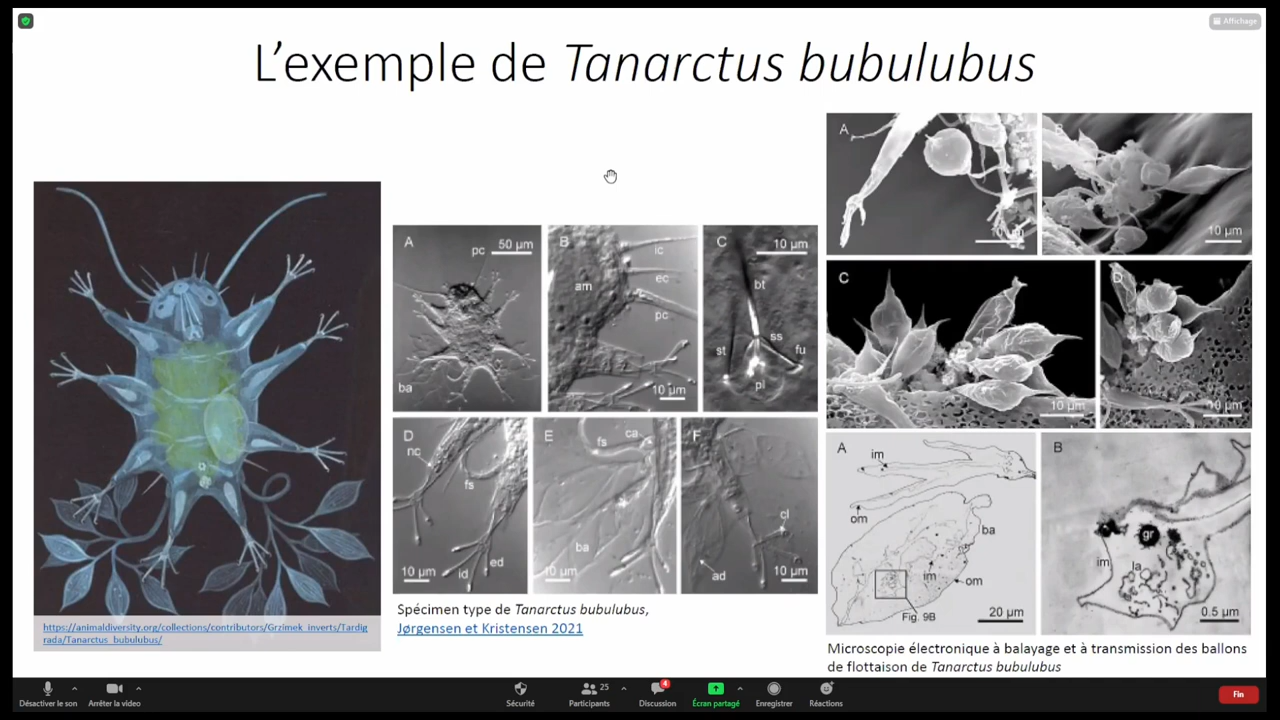 Affichage
L'exemple de Tanarctus bubulubus
https://animaldiversity.org/collections/contributors/Grzimek_inverts/Tardig
rada/Tanarctus_bubulubus/
A
pc
50 µm
ba
B
ic
ec
am
pc
10 µm
C
10 µm
bt
ss
st
fu
pl
D
nc
fs
ed
id
10 µm
E
fs
ca
ba
10 µm
F
cl
ad
10 µm
Spécimen type de Tanarctus bubulubus,
Jørgensen et Kristensen 2021
A
B
10 µm
C
10 µm
D
10 µm
A
im
om
ba
im
om
Fig. 9B
20 µm
B
gr
im
la
0.5 µm
Microscopie électronique à balayage et à transmission des ballons
de flottaison de Tanarctus bubulubus
Désactiver le son
Arrêter la video
Sécurité
25
Participants
4
Discussion
Écran partagé
Enregistrer
Réactions
Fin